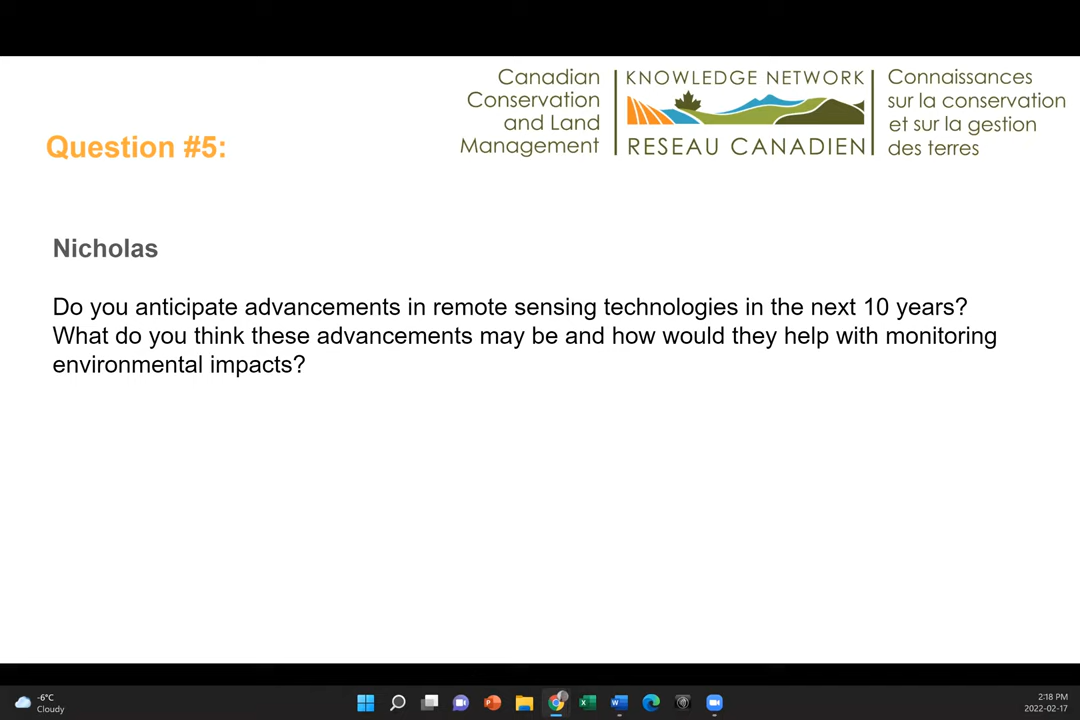 Canadian
Conservation
and Land
Management
KNOWLEDGE NETWORK
RESEAU CANADIEN
Connaissances
sur la conservation
et sur la gestion
des terres
Question #5:
Nicholas
Do you anticipate advancements in remote sensing technologies in the next 10 years?
What do you think these advancements may be and how would they help with monitoring
environmental impacts?
-6°C
Cloudy
2:18 PM
2022-02-17